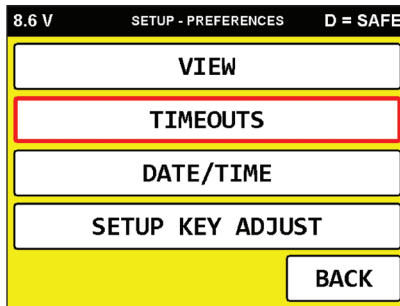 8.6 V SETUP - PREFERENCES D = SAFE
VIEW
TIMEOUTS
DATE/TIME
SETUP KEY ADJUST
BACK